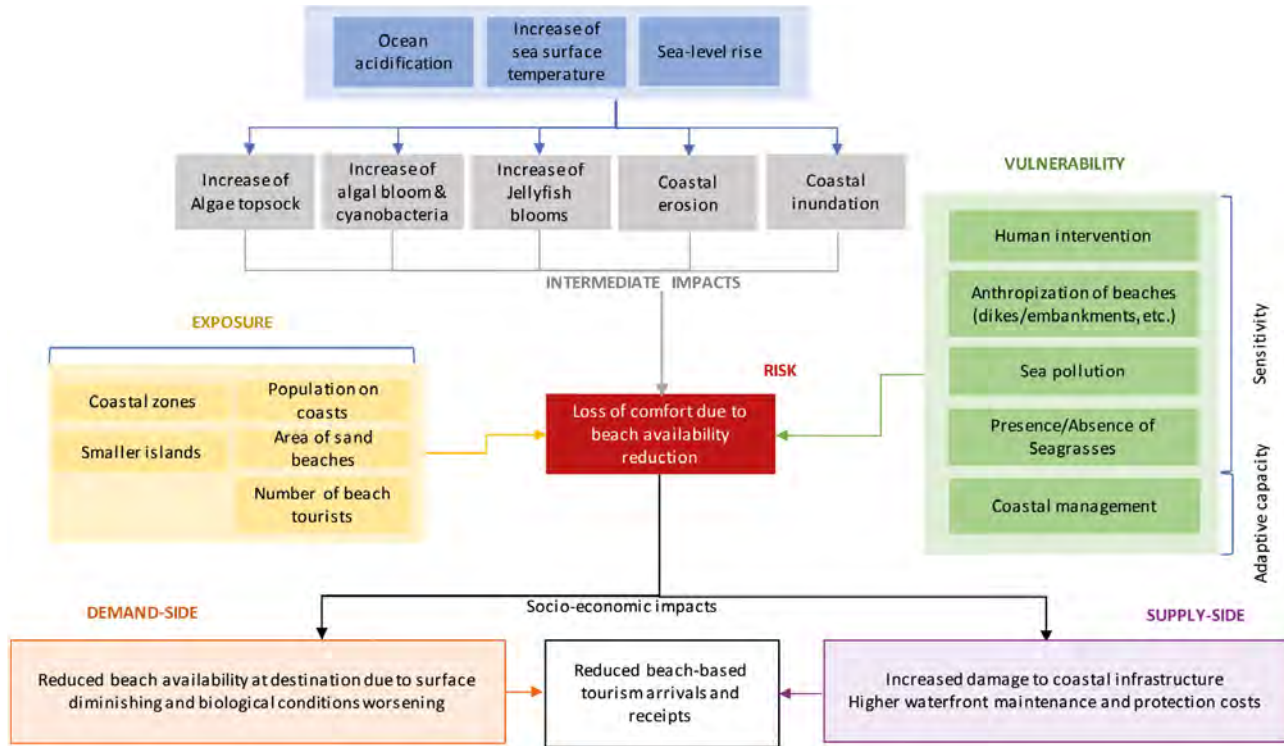 Ocean
acidification
Increase of
sea surface
temperature
Sea-level rise
Increase of
Algae topsock
Increase of
algal bloom &
cyanobacteria
Increase of
Jellyfish
blooms
Coastal
erosion
Coastal
inundation
INTERMEDIATE IMPACTS
VULNERABILITY
Human intervention
Anthropization of beaches
(dikes/embankments, etc.)
Sea pollution
Presence/Absence of
Seagrasses
Coastal management
Sensitivity
Adaptive capacity
EXPOSURE
Coastal zones
Population on
coasts
Smaller islands
Area of sand
beaches
Number of beach
tourists
RISK
Loss of comfort due to
beach availability
reduction
Socio-economic impacts
DEMAND-SIDE
SUPPLY-SIDE
Reduced beach availability at destination due to surface
diminishing and biological conditions worsening
Reduced beach-based
tourism arrivals and
receipts
Increased damage to coastal infrastructure
Higher waterfront maintenance and protection costs